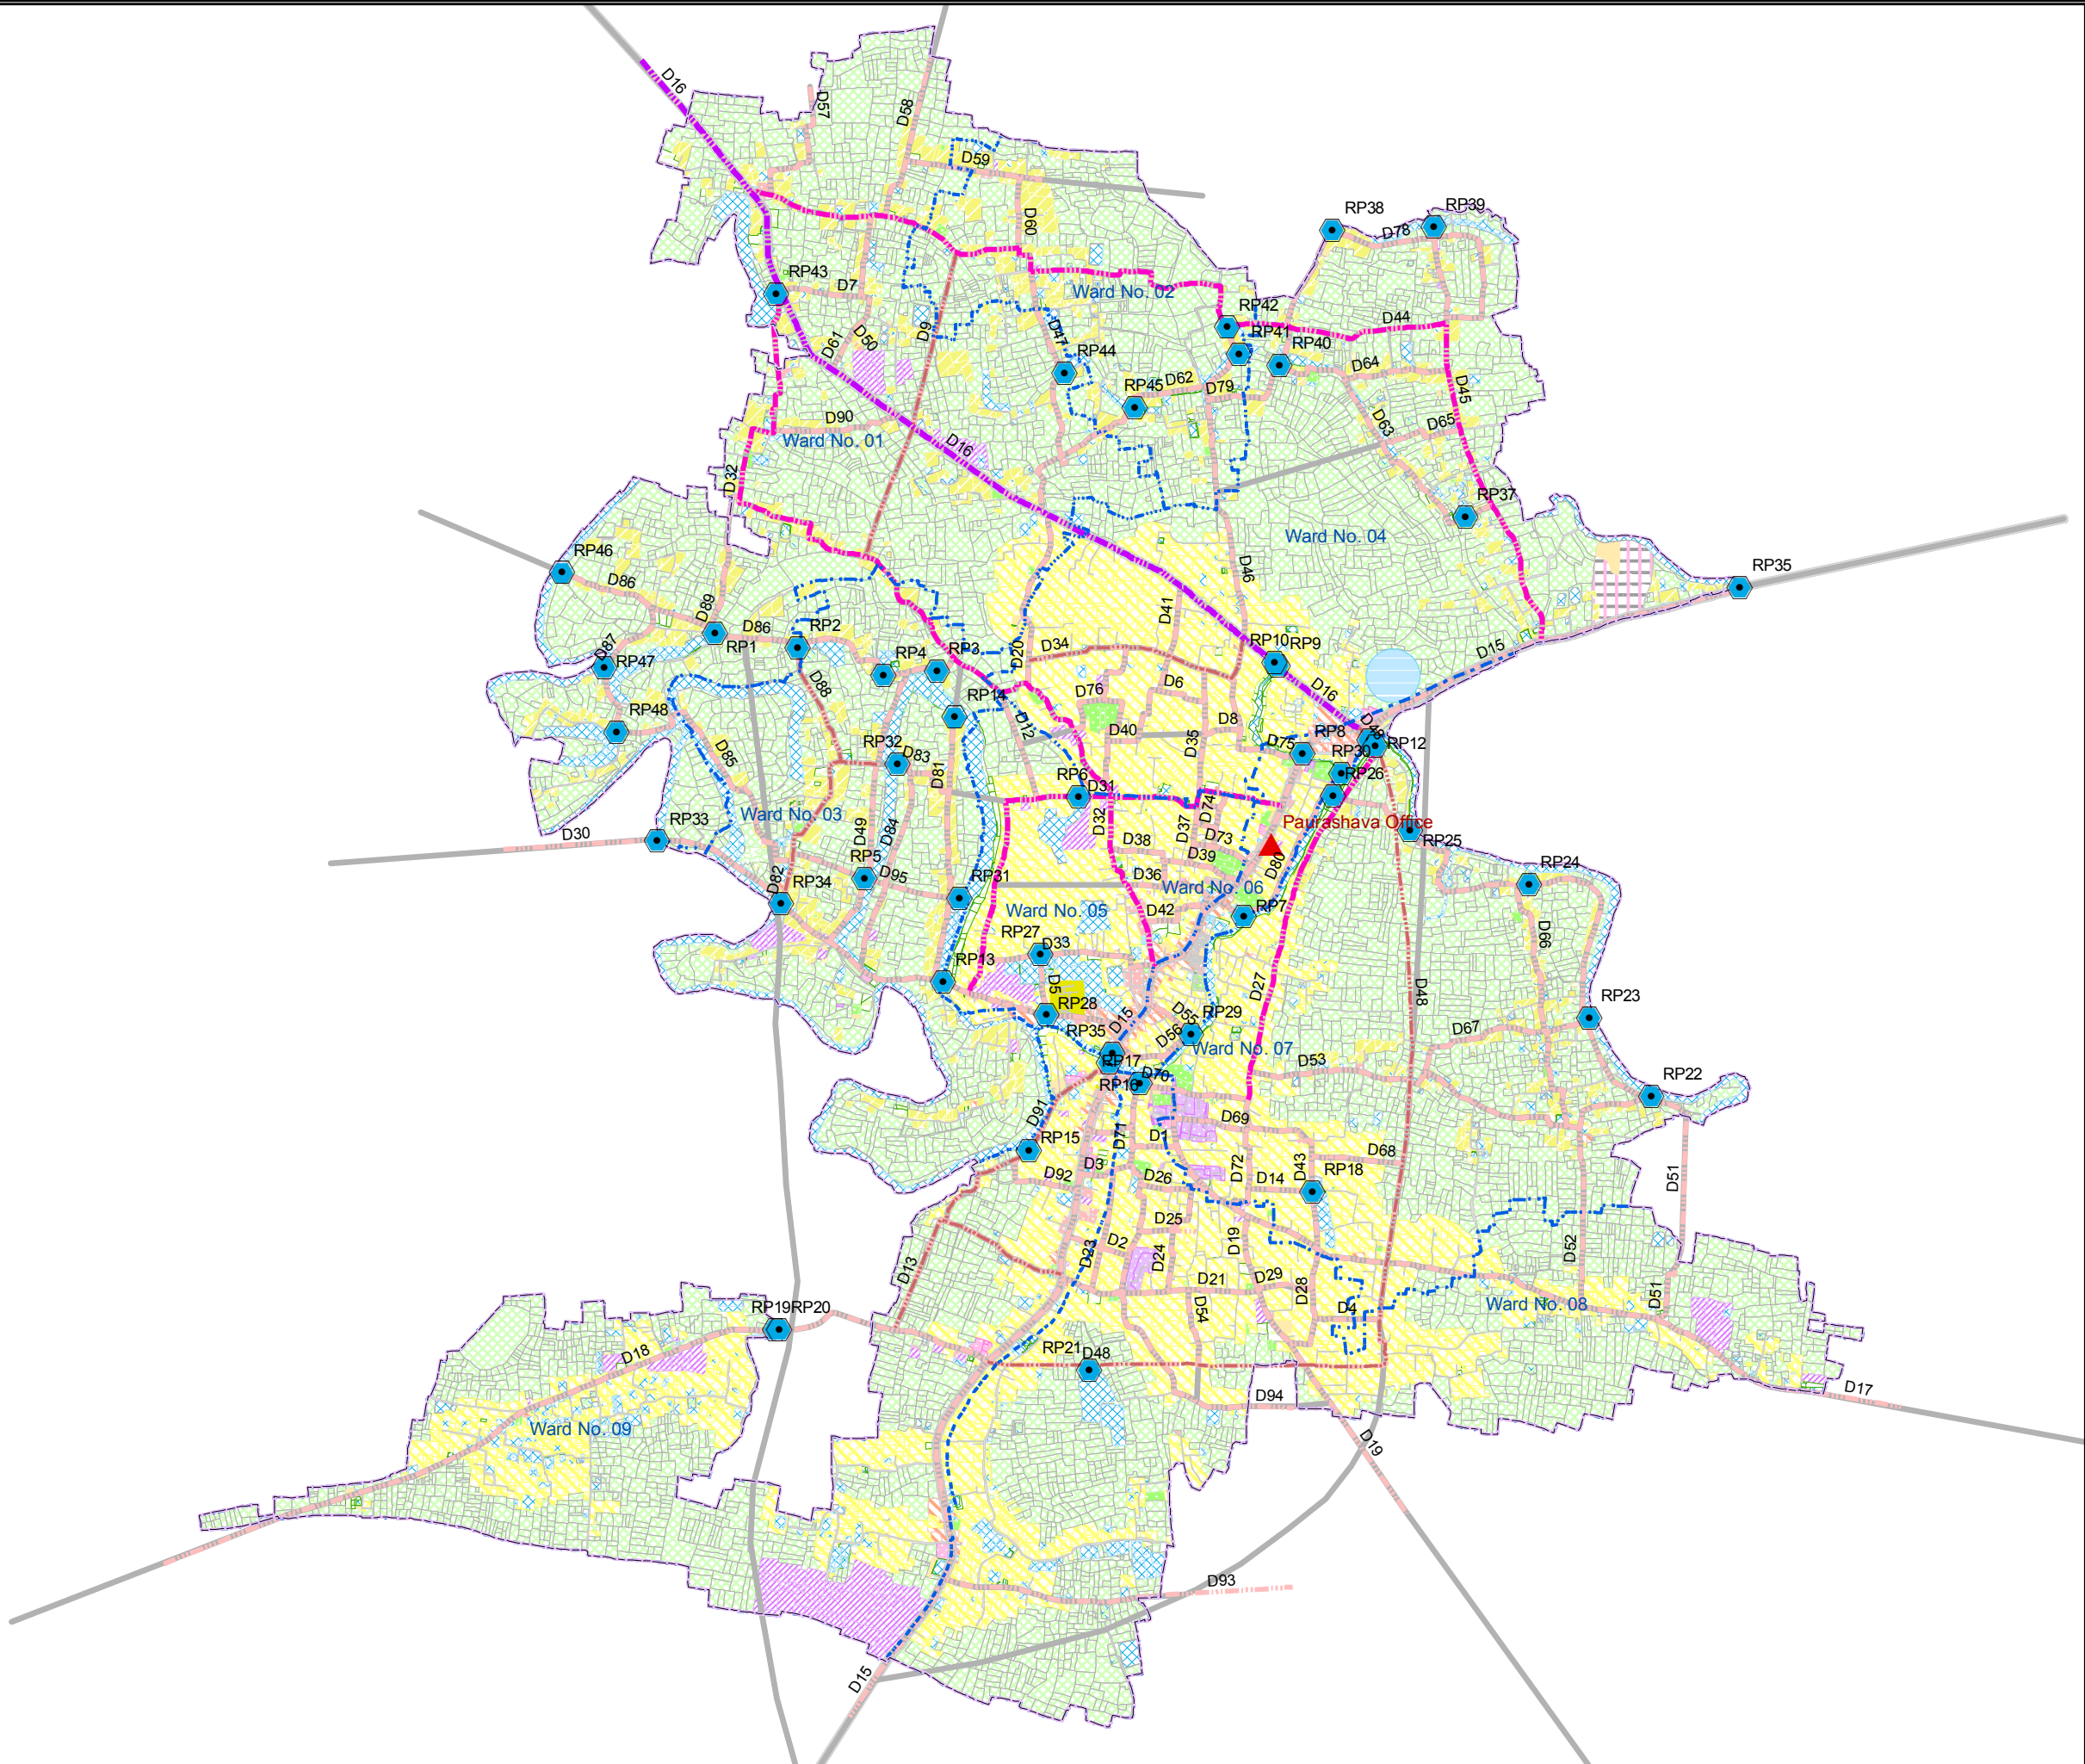 D16
D57
D58
D59
D60
RP38
RP39
D78
RP43
D7
Ward No. 02
RP42
D44
D61
D50
D9
D47
RP41
RP40
RP44
D64
RP45
D62
D79
D45
D90
Ward No. 01
D16
D63
D65
D32
RP37
Ward No. 04
RP46
D86
D46
RP35
D89
D41
D86
RP2
RP1
D87
RP47
D34
D20
RP10
RP9
D15
RP4
RP3
D88
D76
D6
D16
RP48
RP14
D12
D40
D35
D8
D85
RP32
D83
D81
D75
RP8
D48
RP12
RP30
RP6
D31
RP26
Ward No. 03
D49
D84
D32
D37
D74
Paurashava Office
RP33
D30
D38
D73
RP25
D39
D80
RP5
D95
D36
RP24
D82
RP34
RP31
Ward No. 06
Ward No. 05
D42
RP7
RP27
D33
D66
RP13
D5
D27
D48
RP28
D55
RP29
RP23
RP35
D15
D56
D67
Ward No. 07
RP17
D53
D70
RP16
RP22
D91
D69
RP15
D71
D1
D68
D3
D72
D43
RP18
D92
D26
D14
D51
D25
D2
D23
D24
D19
D52
D13
D21
D29
D28
D51
RP19
RP20
D54
D4
Ward No. 08
D18
RP21
D48
D94
D17
Ward No. 09
D19
D93
D15